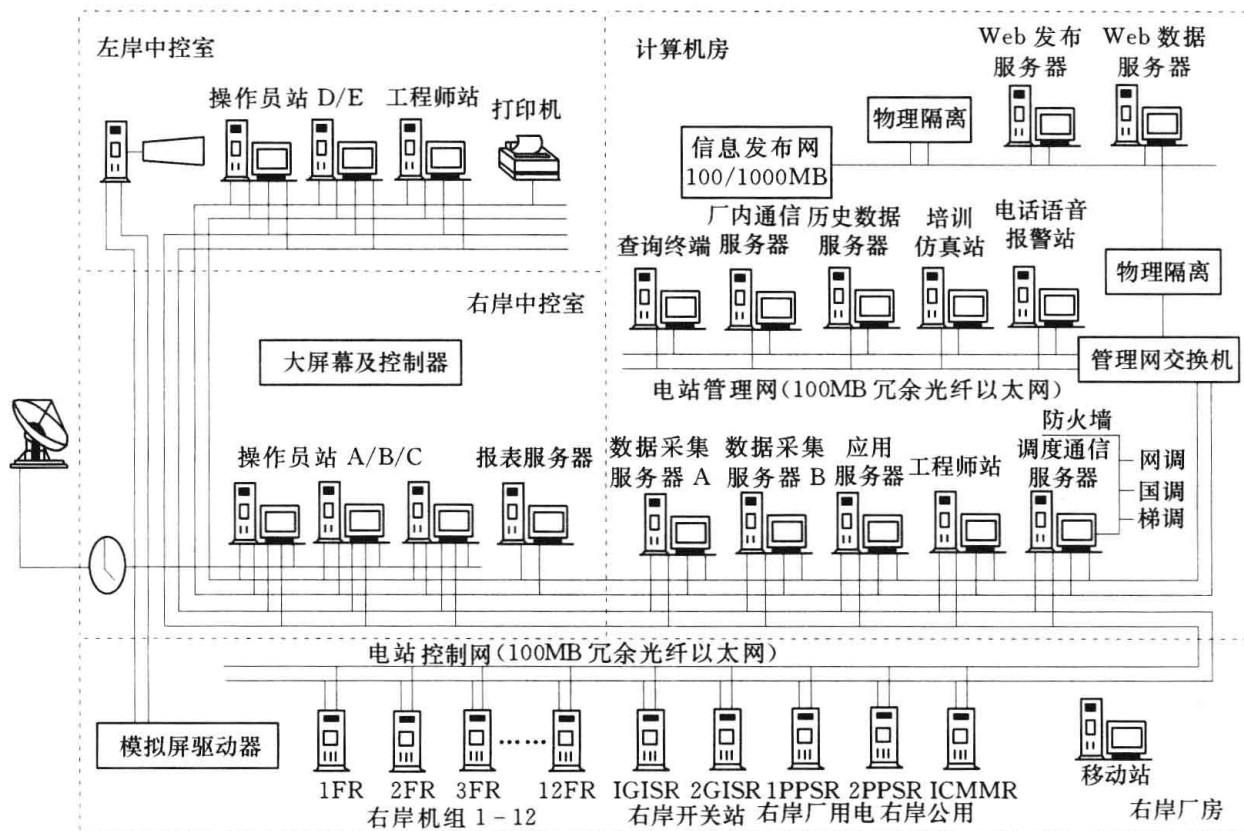 左岸中控室
操作员站 D/E
工程师站
打印机
计算机房
Web 发布
服务器
Web 数据
服务器
物理隔离
信息发布网
100/1000MB
查询终端
厂内通信
服务器
历史数据
服务器
培训
仿真站
电话语音
报警站
物理隔离
管理网交换机
电站管理网(100MB 冗余光纤以太网)
右岸中控室
大屏幕及控制器
操作员站 A/B/C
报表服务器
数据采集
服务器 A
数据采集
服务器 B
应用
服务器
工程师站
防火墙
调度通信
服务器
网调
国调
梯调
电站控制网(100MB 冗余光纤以太网)
模拟屏驱动器
1FR
2FR
3FR
……
12FR
IGISR
2GISR
1PPSR
2PPSR
ICMMR
右岸机组 1-12
右岸开关站
右岸厂用电
右岸公用
移动站
右岸厂房